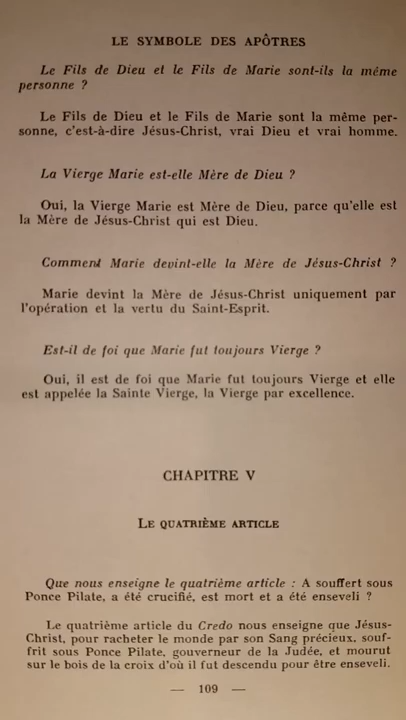 LE SYMBOLE DES APÔTRES
Le Fils de Dieu et le Fils de Marie sont-ils la même
personne ?
Le Fils de Dieu et le Fils de Marie sont la même per-
sonne, c'est-à-dire Jésus-Christ, vrai Dieu et vrai homme.
La Vierge Marie est-elle Mère de Dieu ?
Oui, la Vierge Marie est Mère de Dieu, parce qu'elle est
la Mère de Jésus-Christ qui est Dieu.
Comment Marie devint-elle la Mère de Jésus-Christ ?
Marie devint la Mère de Jésus-Christ uniquement par
l'opération et la vertu du Saint-Esprit.
Est-il de foi que Marie fut toujours Vierge ?
Oui, il est de foi que Marie fut toujours Vierge et elle
est appelée la Sainte Vierge, la Vierge par excellence.
CHAPITRE V
LE QUATRIÈME ARTICLE
Que nous enseigne le quatrième article : A souffert sous
Ponce Pilate, a été crucifié, est mort et a été enseveli ?
Le quatrième article du Credo nous enseigne que Jésus-
Christ, pour racheter le monde par son Sang précieux, souf-
frit sous Ponce Pilate, gouverneur de la Judée, et mourut
sur le bois de la croix d'où il fut descendu pour être enseveli.
— 109 —